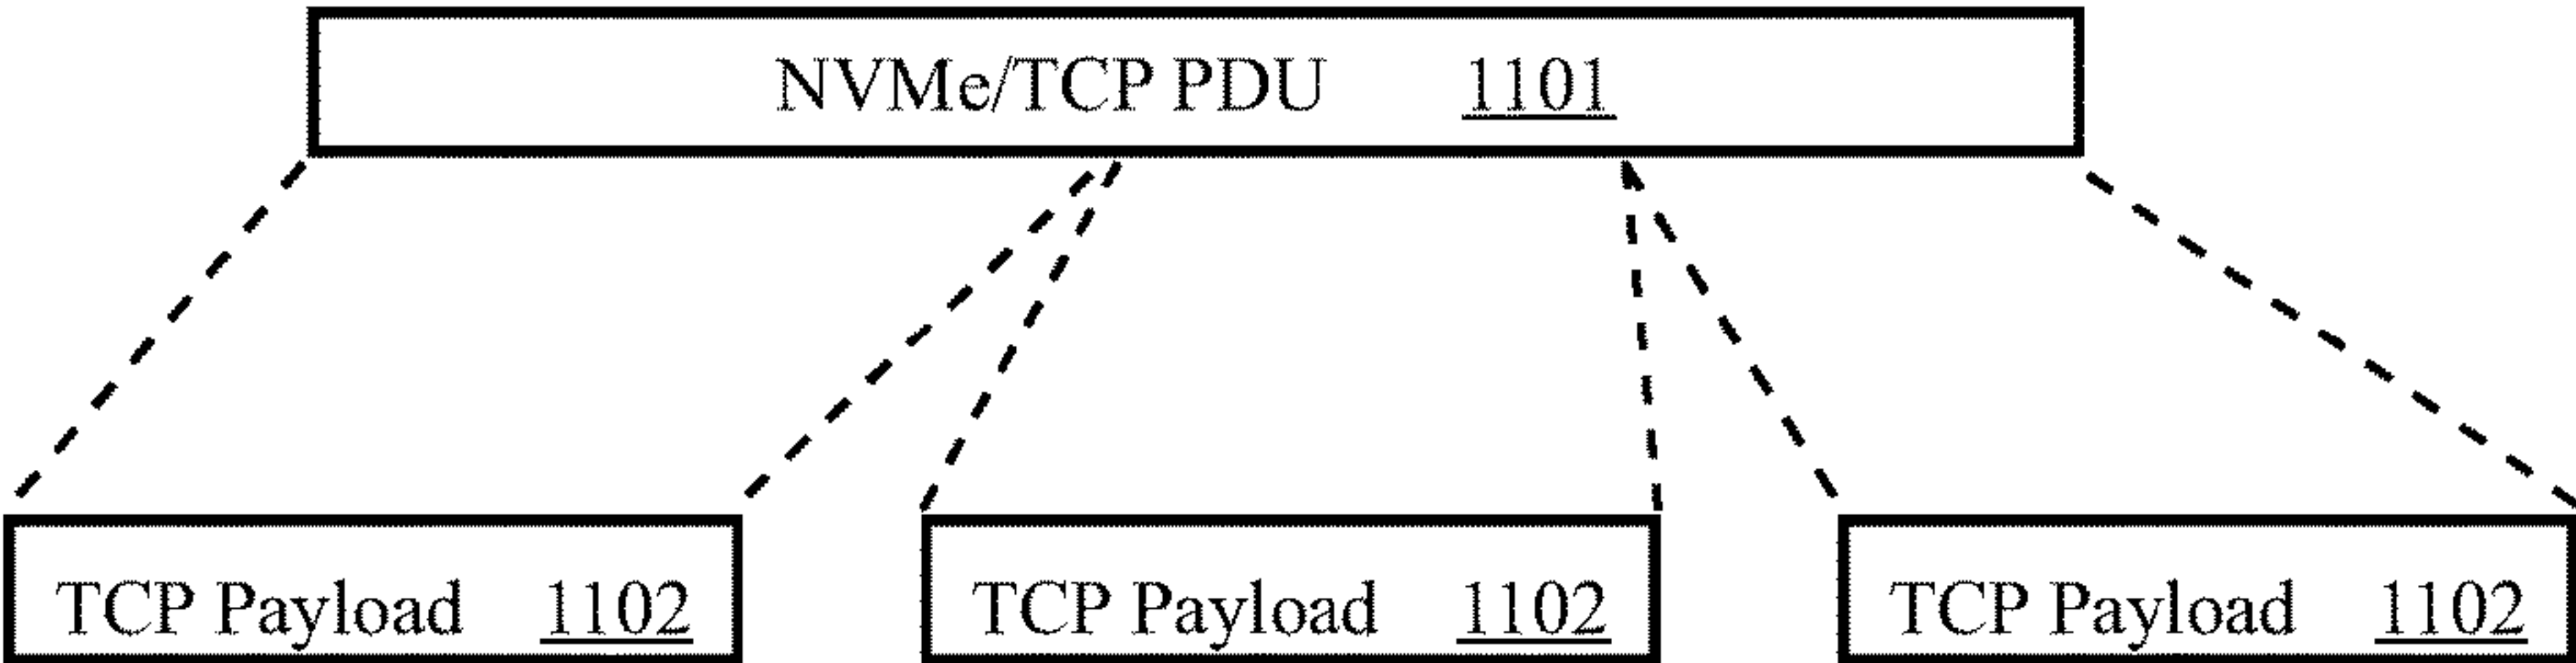 NVMe/TCP PDU 1101
TCP Payload 1102 TCP Payload 1102 TCP Payload 1102